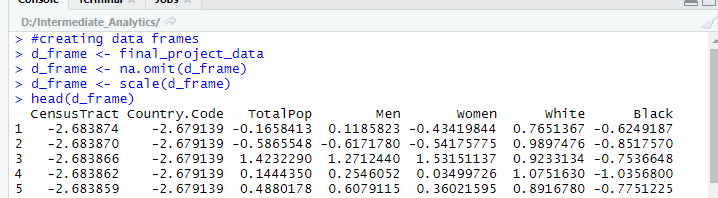 Console Terminal Jobs
D:/Intermediate_Analytics/
> #creating data frames
> d_frame <- final_project_data
> d_frame <- na.omit(d_frame)
> d_frame <- scale(d_frame)
> head(d_frame)
CensusTract Country.Code TotalPop Men Women White Black
1 -2.683874 -2.679139 -0.1658413 0.1185823 -0.43419844 0.7651367 -0.6249187
2 -2.683870 -2.679139 -0.5865548 -0.6171780 -0.54175775 0.9897476 -0.8517570
3 -2.683866 -2.679139 1.4232290 1.2712440 1.53151137 0.9233134 -0.7536648
4 -2.683862 -2.679139 0.1444350 0.2546052 0.03499726 1.0751630 -1.0356800
5 -2.683859 -2.679139 0.4880178 0.6079115 0.36021595 0.8916780 -0.7751225